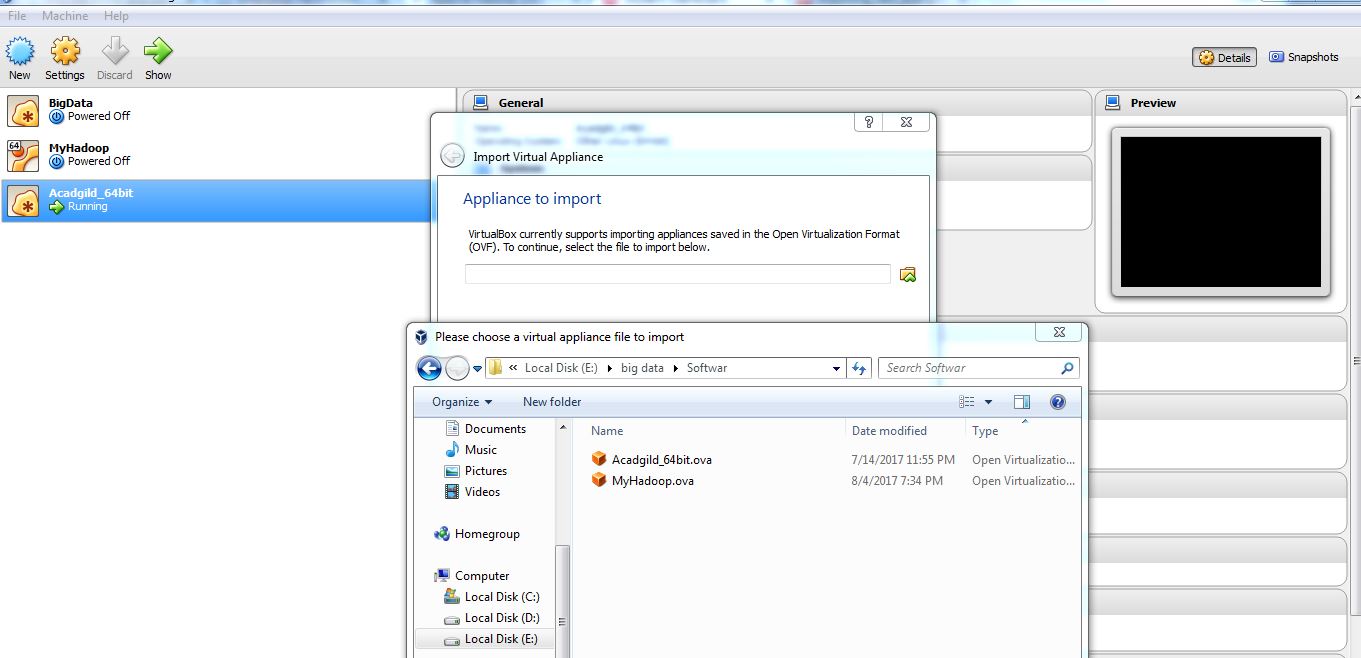 File Machine Help
New Settings Discard Show
Details Snapshots
BigData
Powered Off
64
MyHadoop
Powered Off
Acadgild_64bit
Running
General
Preview
?
Import Virtual Appliance
Appliance to import
VirtualBox currently supports importing appliances saved in the Open Virtualization Format
(OVF). To continue, select the file to import below.
Please choose a virtual appliance file to import
« Local Disk (E:) big data Softwar
Search Softwar
Organize New folder
?
Documents
Music
Pictures
Videos
Homegroup
Computer
Local Disk (C:)
Local Disk (D:)
Local Disk (E:)
Name Date modified Type
Acadgild_64bit.ova 7/14/2017 11:55 PM Open Virtualizatio...
MyHadoop.ova 8/4/2017 7:34 PM Open Virtualizatio...